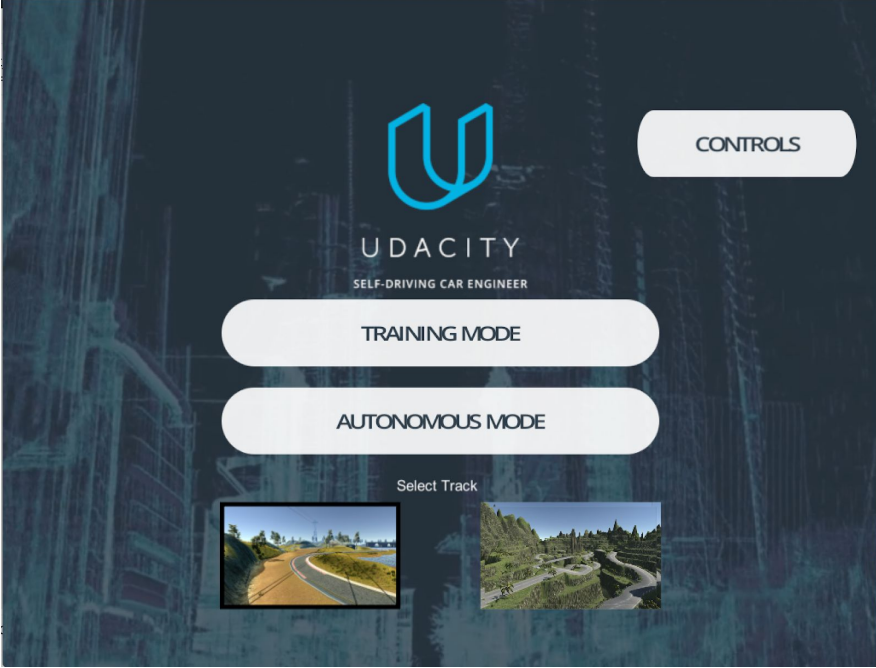 CONTROLS
UDACITY
SELF-DRIVING CAR ENGINEER
TRAINING MODE
AUTONOMOUS MODE
Select Track